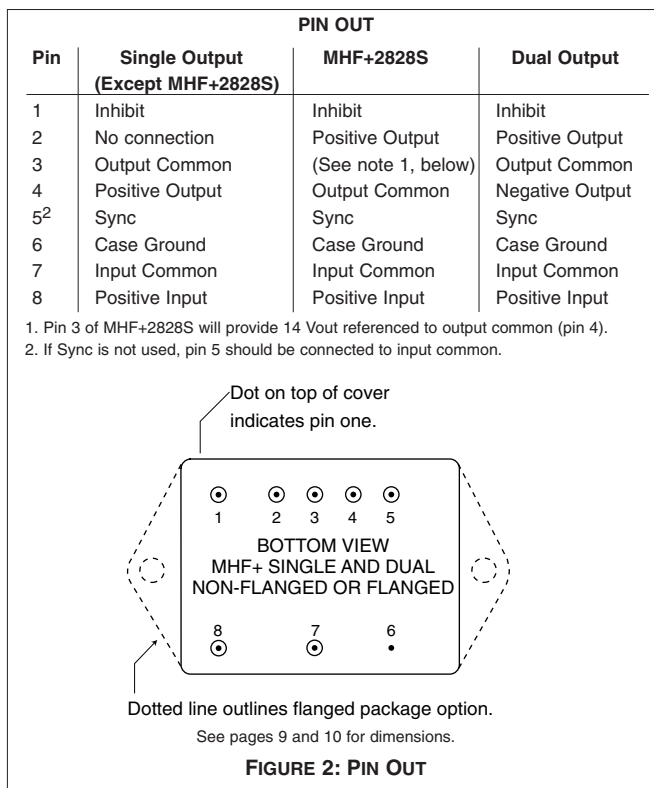 PIN OUT
Pin Single Output MHF+2828S Dual Output
(Except MHF+2828S)
1 Inhibit Inhibit Inhibit
2 No connection Positive Output Positive Output
3 Output Common (See note 1, below) Output Common
4 Positive Output Output Common Negative Output
5² Sync Sync Sync
6 Case Ground Case Ground Case Ground
7 Input Common Input Common Input Common
8 Positive Input Positive Input Positive Input
1. Pin 3 of MHF+2828S will provide 14 Vout referenced to output common (pin 4).
2. If Sync is not used, pin 5 should be connected to input common.
Dot on top of cover
indicates pin one.
1 2 3 4 5
BOTTOM VIEW
MHF+ SINGLE AND DUAL
NON-FLANGED OR FLANGED
8 7 6
Dotted line outlines flanged package option.
See pages 9 and 10 for dimensions.
FIGURE 2: PIN OUT